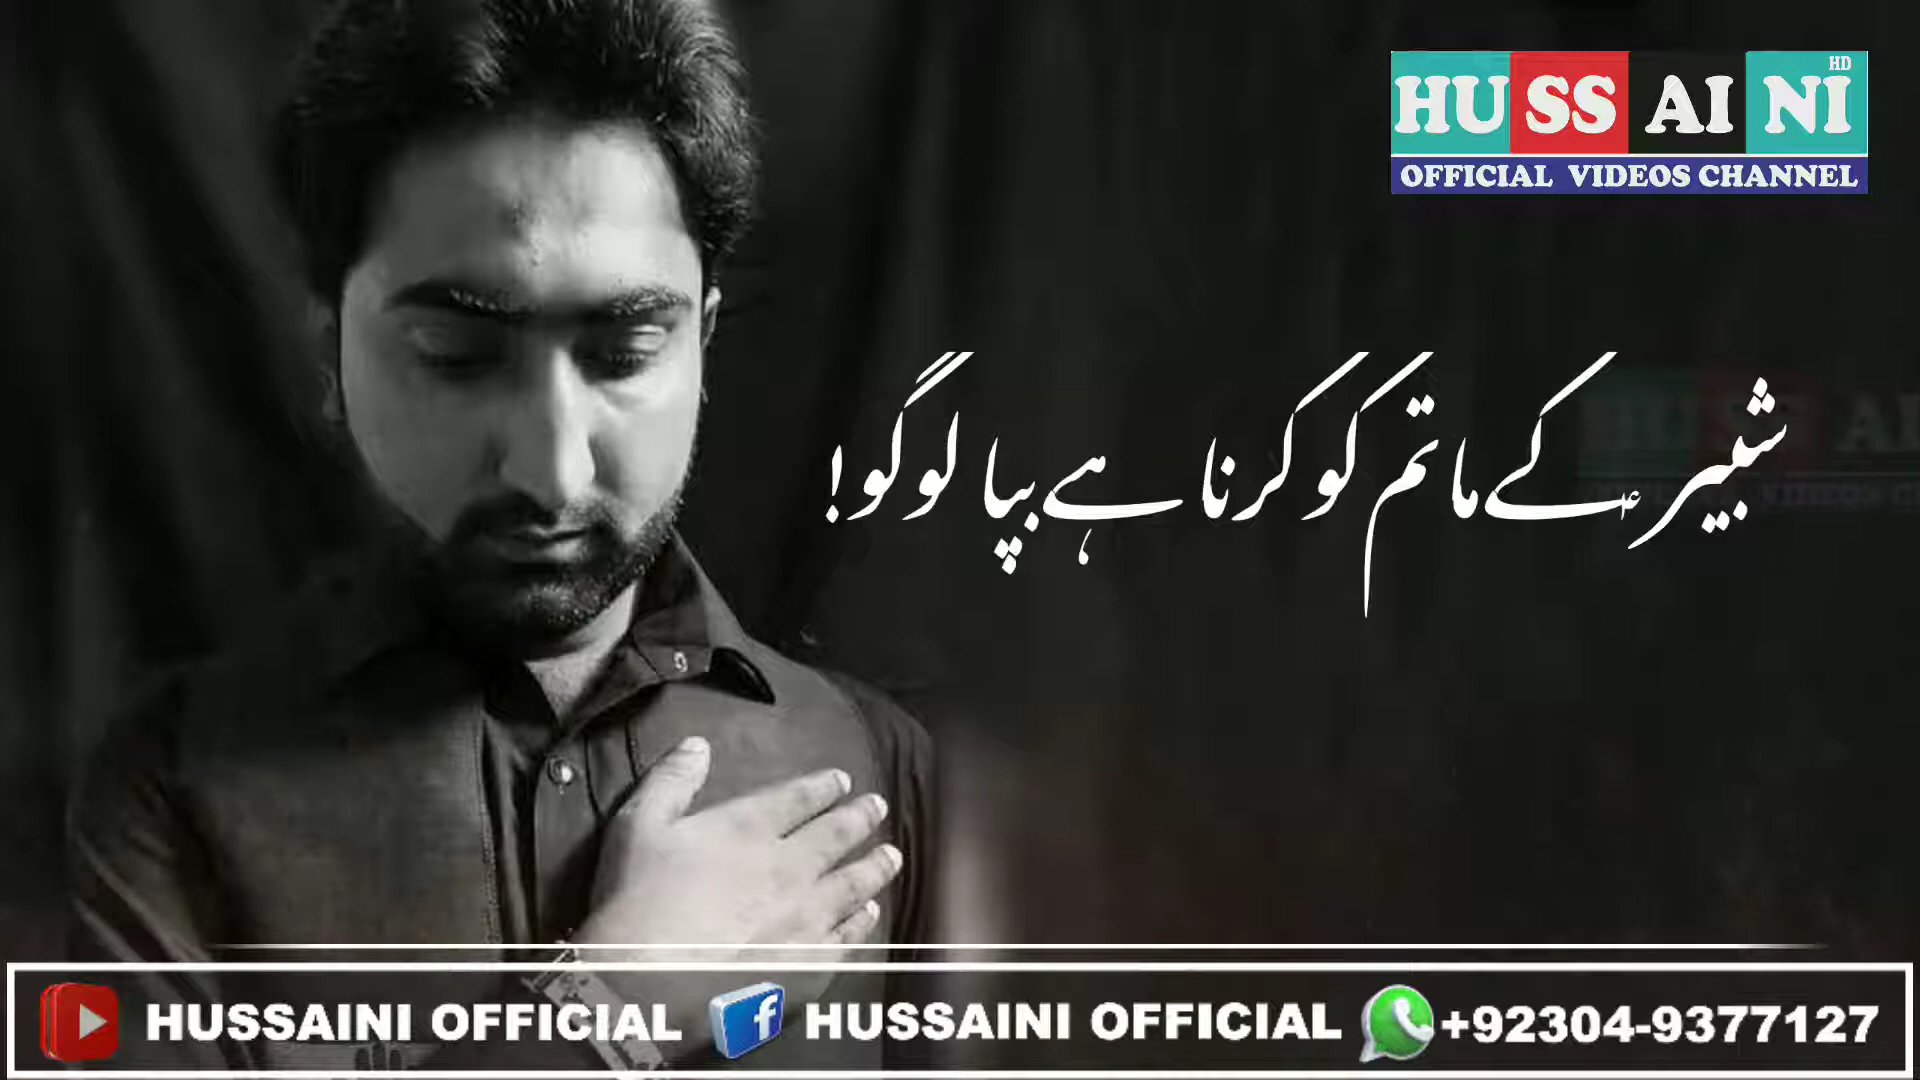 HUSSAINI HD
OFFICIAL VIDEOS CHANNEL
شبیرؑ کے ماتم کو کرنا ہے بپا لوگو!
HUSSAINI OFFICIAL HUSSAINI OFFICIAL +92304-9377127